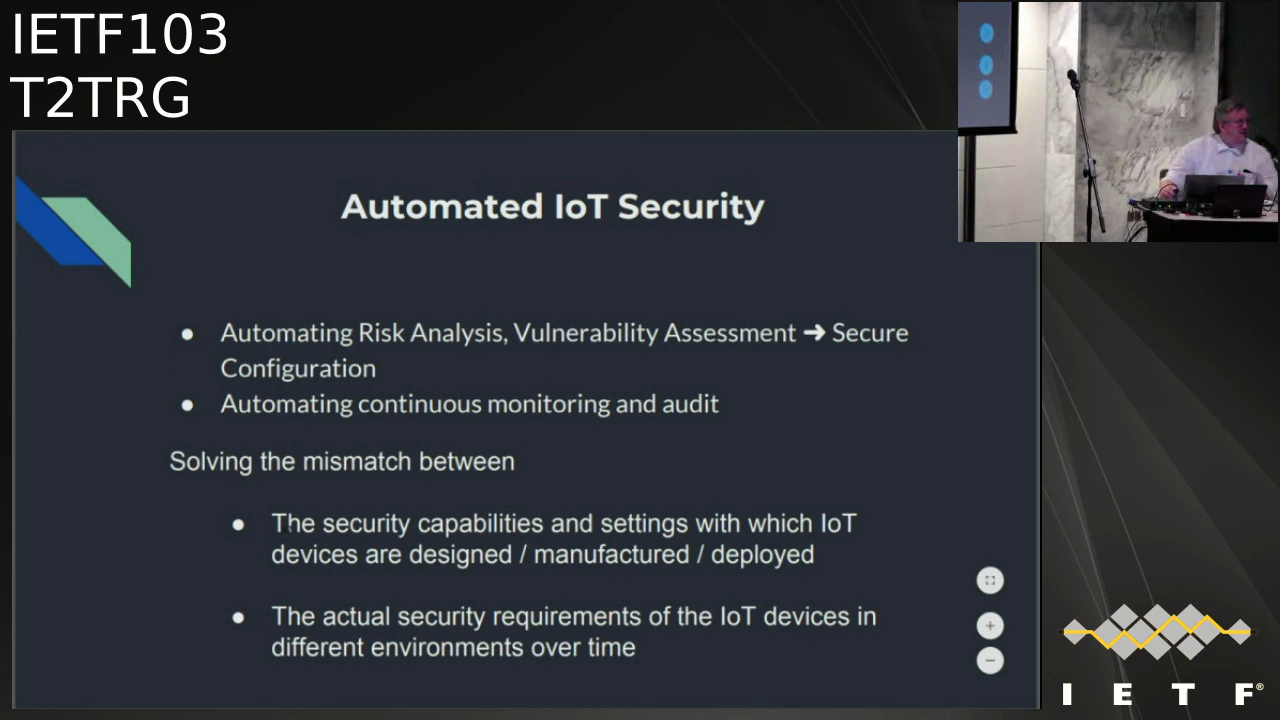 IETF103
T2TRG
Automated IoT Security
● Automating Risk Analysis, Vulnerability Assessment ➜ Secure
Configuration
● Automating continuous monitoring and audit
Solving the mismatch between
● The security capabilities and settings with which IoT
devices are designed / manufactured / deployed
● The actual security requirements of the IoT devices in
different environments over time
I E T F®